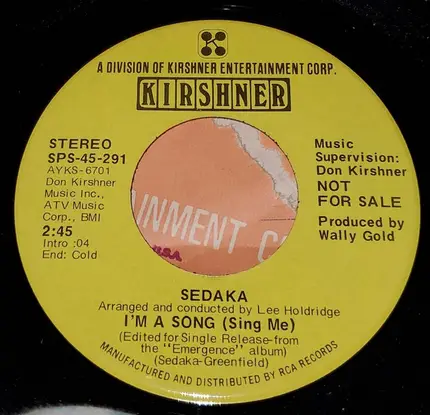 A DIVISION OF KIRSHNER ENTERTAINMENT CORP.
KIRSHNER
STEREO
SPS-45-291
AYKS-6701
Don Kirshner
Music Inc.,
ATV Music
Corp., BMI
2:45
Intro :04
End: Cold
Music
Supervision:
Don Kirshner
NOT
FOR SALE
Produced by
Wally Gold
INMENT C
U.S.A.
SEDAKA
Arranged and conducted by Lee Holdridge
I'M A SONG (Sing Me)
(Edited for Single Release-from
the "Emergence" album)
(Sedaka-Greenfield)
MANUFACTURED AND DISTRIBUTED BY RCA RECORDS